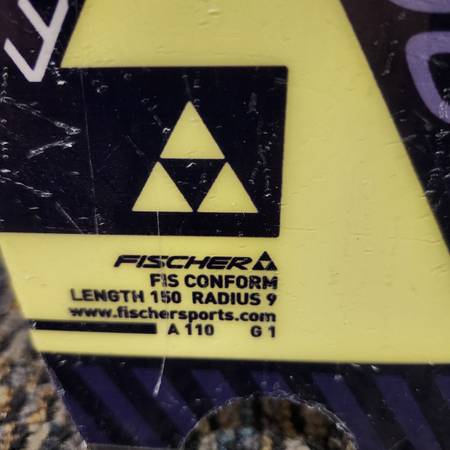 FISCHER
FIS CONFORM
LENGTH 150 RADIUS 9
www.fischersports.com
A 110 G 1